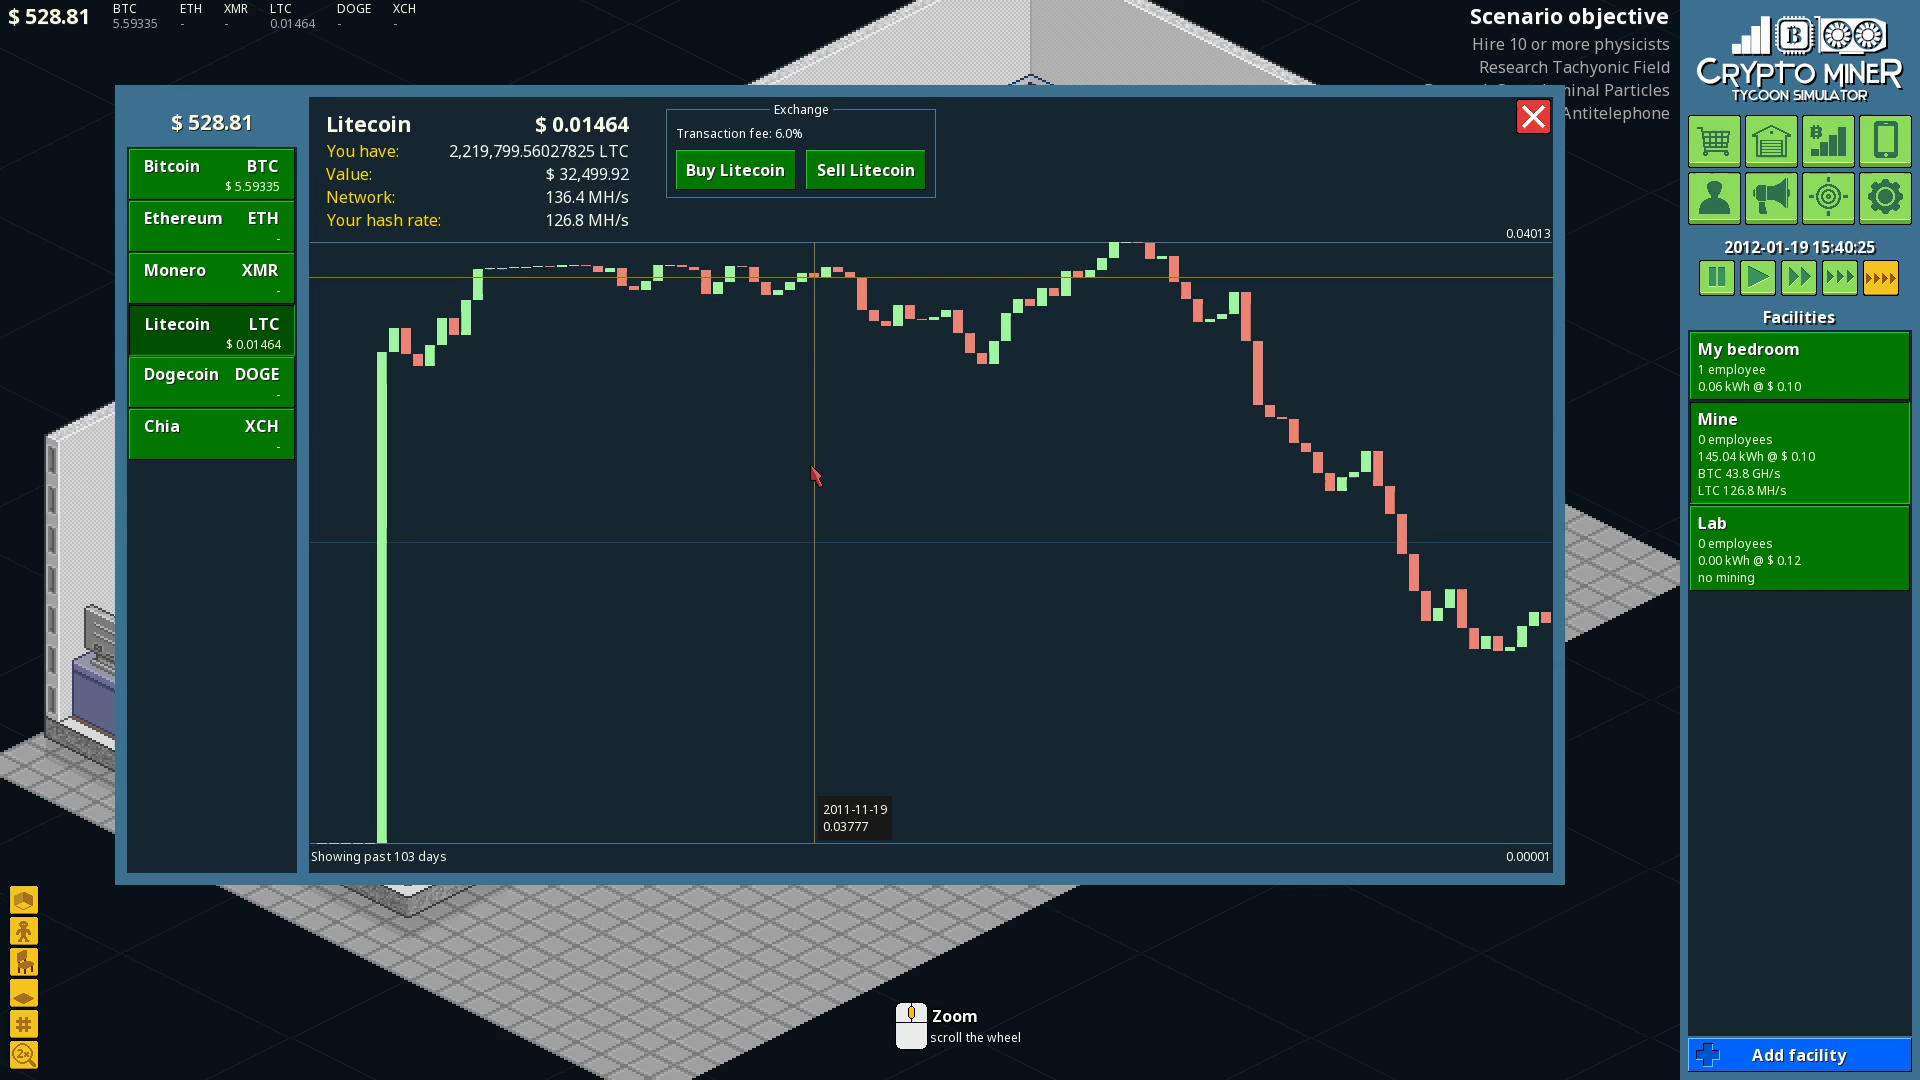 $ 528.81
BTC ETH XMR LTC DOGE XCH
5.59335 - - 0.01464 - -
Scenario objective
Hire 10 or more physicists
Research Tachyonic Field
minal Particles
Antitelephone
CRYPTO MINER
TYCOON SIMULATOR
$ 528.81
Bitcoin BTC
$ 5.59335
Ethereum ETH
-
Monero XMR
-
Litecoin LTC
$ 0.01464
Dogecoin DOGE
-
Chia XCH
-
Litecoin $ 0.01464
You have: 2,219,799.56027825 LTC
Value: $ 32,499.92
Network: 136.4 MH/s
Your hash rate: 126.8 MH/s
Exchange
Transaction fee: 6.0%
Buy Litecoin Sell Litecoin
0.04013
2011-11-19
0.03777
Showing past 103 days 0.00001
2012-01-19 15:40:25
Facilities
My bedroom
1 employee
0.06 kWh @ $ 0.10
Mine
0 employees
145.04 kWh @ $ 0.10
BTC 43.8 GH/s
LTC 126.8 MH/s
Lab
0 employees
0.00 kWh @ $ 0.12
no mining
Add facility
2x
Zoom
scroll the wheel